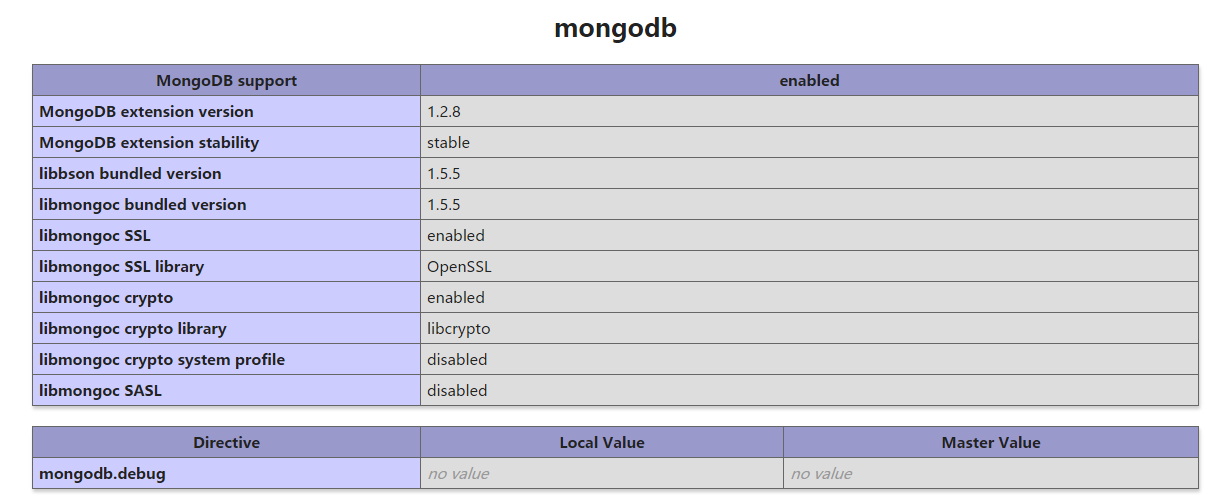 mongodb
MongoDB support enabled
MongoDB extension version 1.2.8
MongoDB extension stability stable
libbson bundled version 1.5.5
libmongoc bundled version 1.5.5
libmongoc SSL enabled
libmongoc SSL library OpenSSL
libmongoc crypto enabled
libmongoc crypto library libcrypto
libmongoc crypto system profile disabled
libmongoc SASL disabled
Directive Local Value Master Value
mongodb.debug no value no value